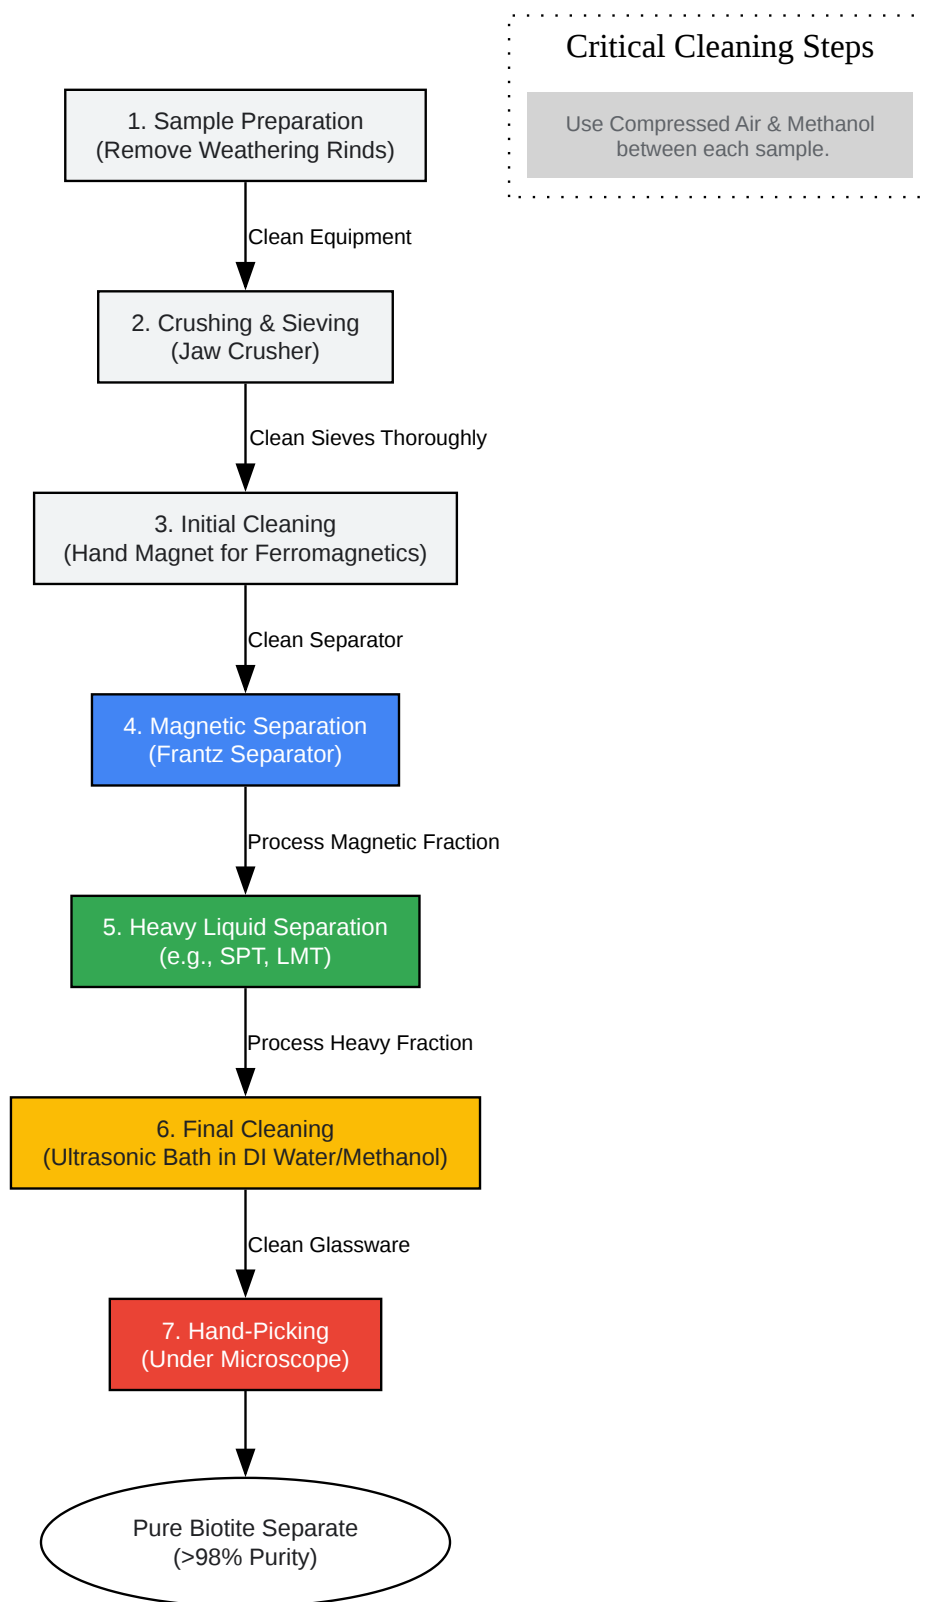 Critical Cleaning Steps
Use Compressed Air & Methanol
between each sample.
1. Sample Preparation
(Remove Weathering Rinds)
Clean Equipment
2. Crushing & Sieving
(Jaw Crusher)
Clean Sieves Thoroughly
3. Initial Cleaning
(Hand Magnet for Ferromagnetics)
Clean Separator
4. Magnetic Separation
(Frantz Separator)
Process Magnetic Fraction
5. Heavy Liquid Separation
(e.g., SPT, LMT)
Process Heavy Fraction
6. Final Cleaning
(Ultrasonic Bath in DI Water/Methanol)
Clean Glassware
7. Hand-Picking
(Under Microscope)
Pure Biotite Separate
(>98% Purity)